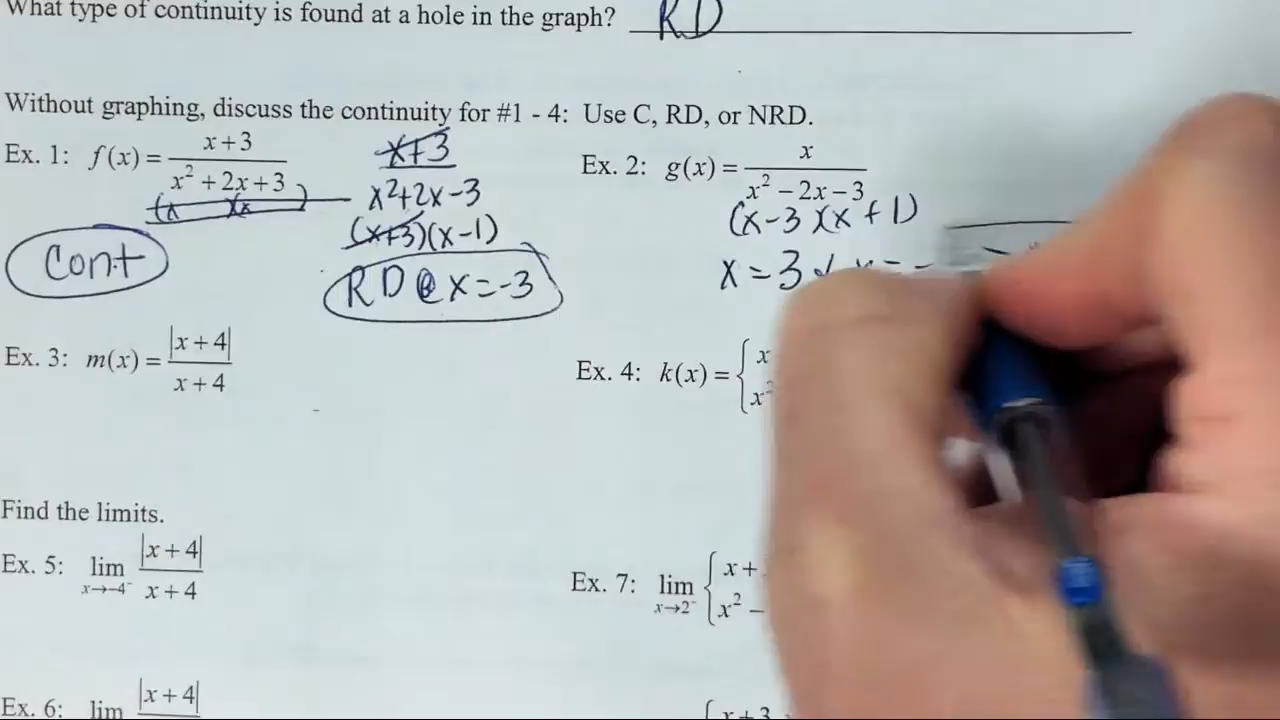 What type of continuity is found at a hole in the graph? RD
Without graphing, discuss the continuity for #1 - 4: Use C, RD, or NRD.
Ex. 1: f(x) = (x+3)/(x² + 2x + 3)
(x )(x )
Cont
x+3
x²+2x-3
(x+3)(x-1)
RD @ x = -3
Ex. 2: g(x) = x/(x² - 2x - 3)
(x-3)(x+1)
x = 3
Ex. 3: m(x) = |x+4|/(x+4)
Ex. 4: k(x) = { x
x²
Find the limits.
Ex. 5: lim x→-4⁻ |x+4|/(x+4)
Ex. 7: lim x→2⁻ { x +
x² -
Ex. 6: lim |x+4|
{ x + 3